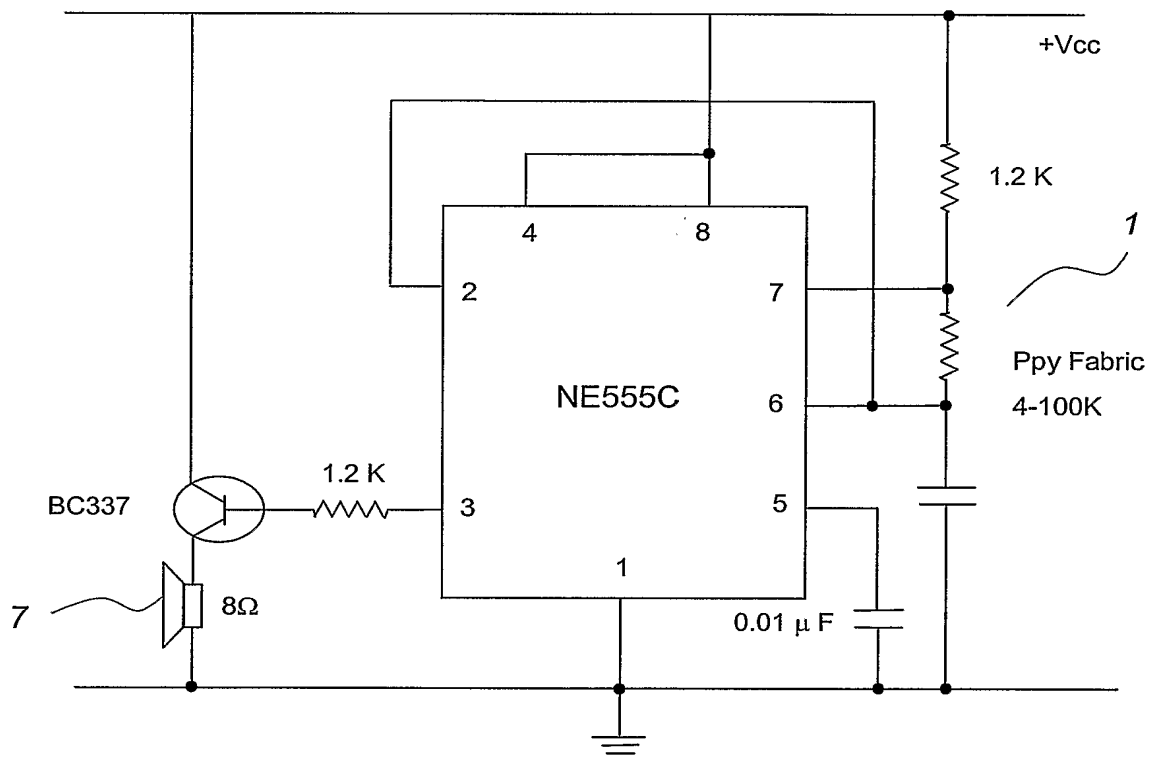 +Vcc
1.2 K
1
4
8
2
7
Ppy Fabric
4-100K
NE555C
6
1.2 K
BC337
3
5
1
7
8Ω
0.01 μ F